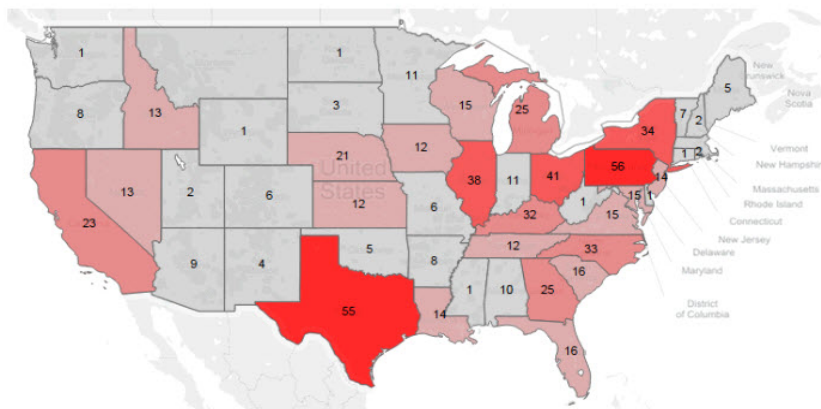 1
1
11
5
New
Brunswick
Nova
Scotia
8
13
1
3
15
25
7
2
34
Vermont
New Hampshire
Massachusetts
Rhode Island
Connecticut
New Jersey
Delaware
Maryland
District
of Columbia
21
12
1
2
56
14
United
States
23
13
2
6
12
6
38
11
41
1
15
1
15
32
9
4
5
8
12
33
16
55
14
1
10
25
16